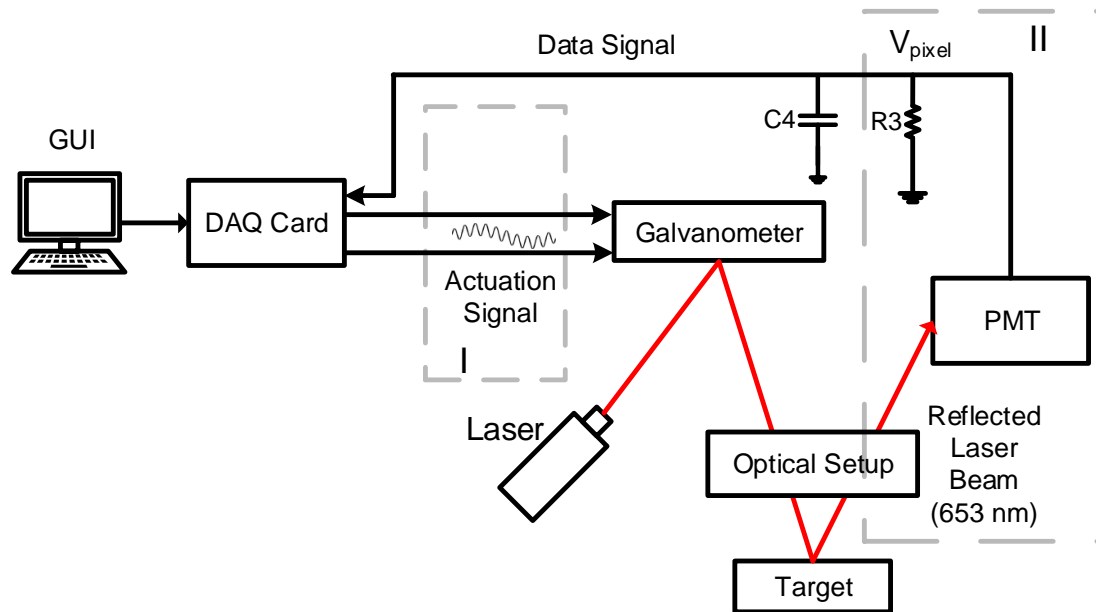 Data Signal
V_pixel
II
C4
R3
GUI
DAQ Card
Galvanometer
Actuation
Signal
I
PMT
Laser
Reflected
Laser
Beam
(653 nm)
Optical Setup
Target